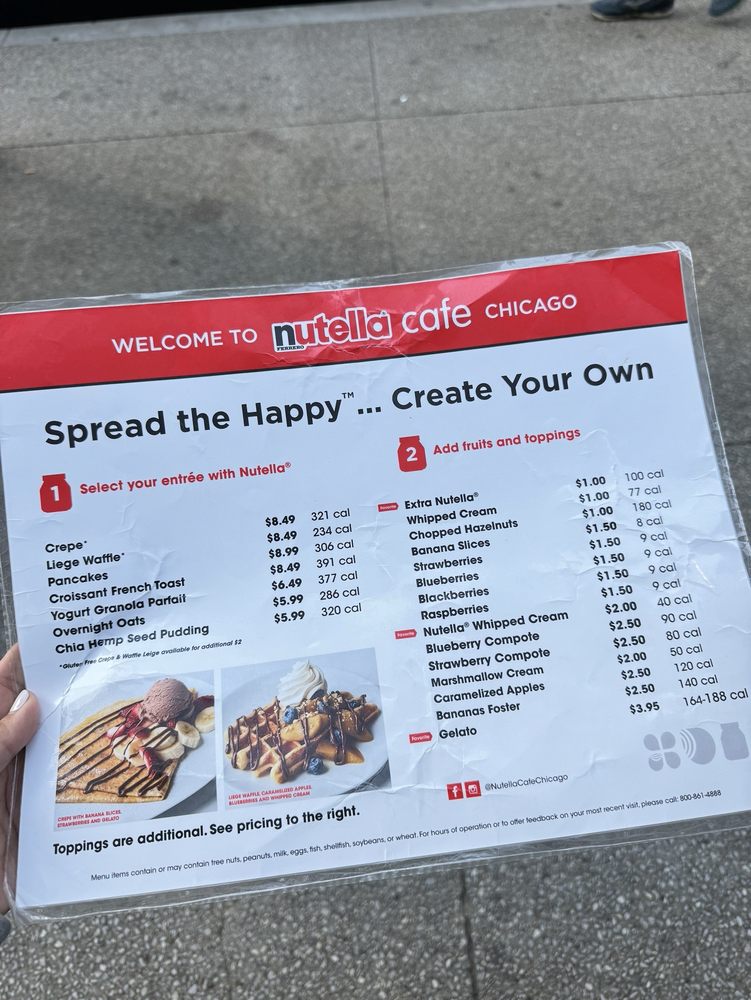 WELCOME TO nutella cafe CHICAGO
FERRERO
Spread the Happy™... Create Your Own
1 Select your entrée with Nutella®
Crepe* $8.49 321 cal
Liege Waffle* $8.49 234 cal
Pancakes $8.99 306 cal
Croissant French Toast $8.49 391 cal
Yogurt Granola Parfait $6.49 377 cal
Overnight Oats $5.99 286 cal
Chia Hemp Seed Pudding $5.99 320 cal
*Gluten Free Crepe & Waffle Leige available for additional $2
CREPE WITH BANANA SLICES,
STRAWBERRIES AND GELATO
LIEGE WAFFLE, CARAMELIZED APPLES,
BLUEBERRIES AND WHIPPED CREAM
Toppings are additional. See pricing to the right.
2 Add fruits and toppings
Favorite Extra Nutella® $1.00 100 cal
Whipped Cream $1.00 77 cal
Chopped Hazelnuts $1.00 180 cal
Banana Slices $1.50 8 cal
Strawberries $1.50 9 cal
Blueberries $1.50 9 cal
Blackberries $1.50 9 cal
Raspberries $1.50 9 cal
Favorite Nutella® Whipped Cream $2.00 40 cal
Blueberry Compote $2.50 90 cal
Strawberry Compote $2.50 80 cal
Marshmallow Cream $2.00 50 cal
Caramelized Apples $2.50 120 cal
Bananas Foster $2.50 140 cal
Favorite Gelato $3.95 164-188 cal
@NutellaCafeChicago
Menu items contain or may contain tree nuts, peanuts, milk, eggs, fish, shellfish, soybeans, or wheat. For hours of operation or to offer feedback on your most recent visit, please call: 800-861-4888